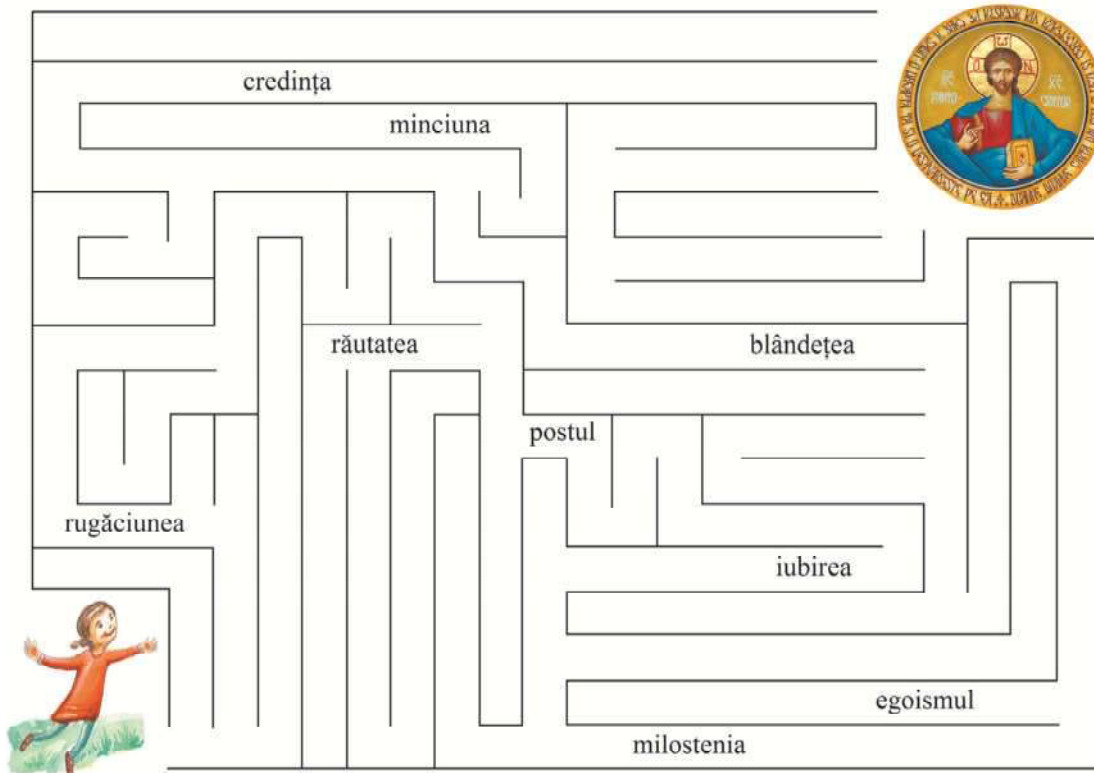 credința
minciuna
răutatea
blândețea
postul
rugăciunea
iubirea
egoismul
milostenia